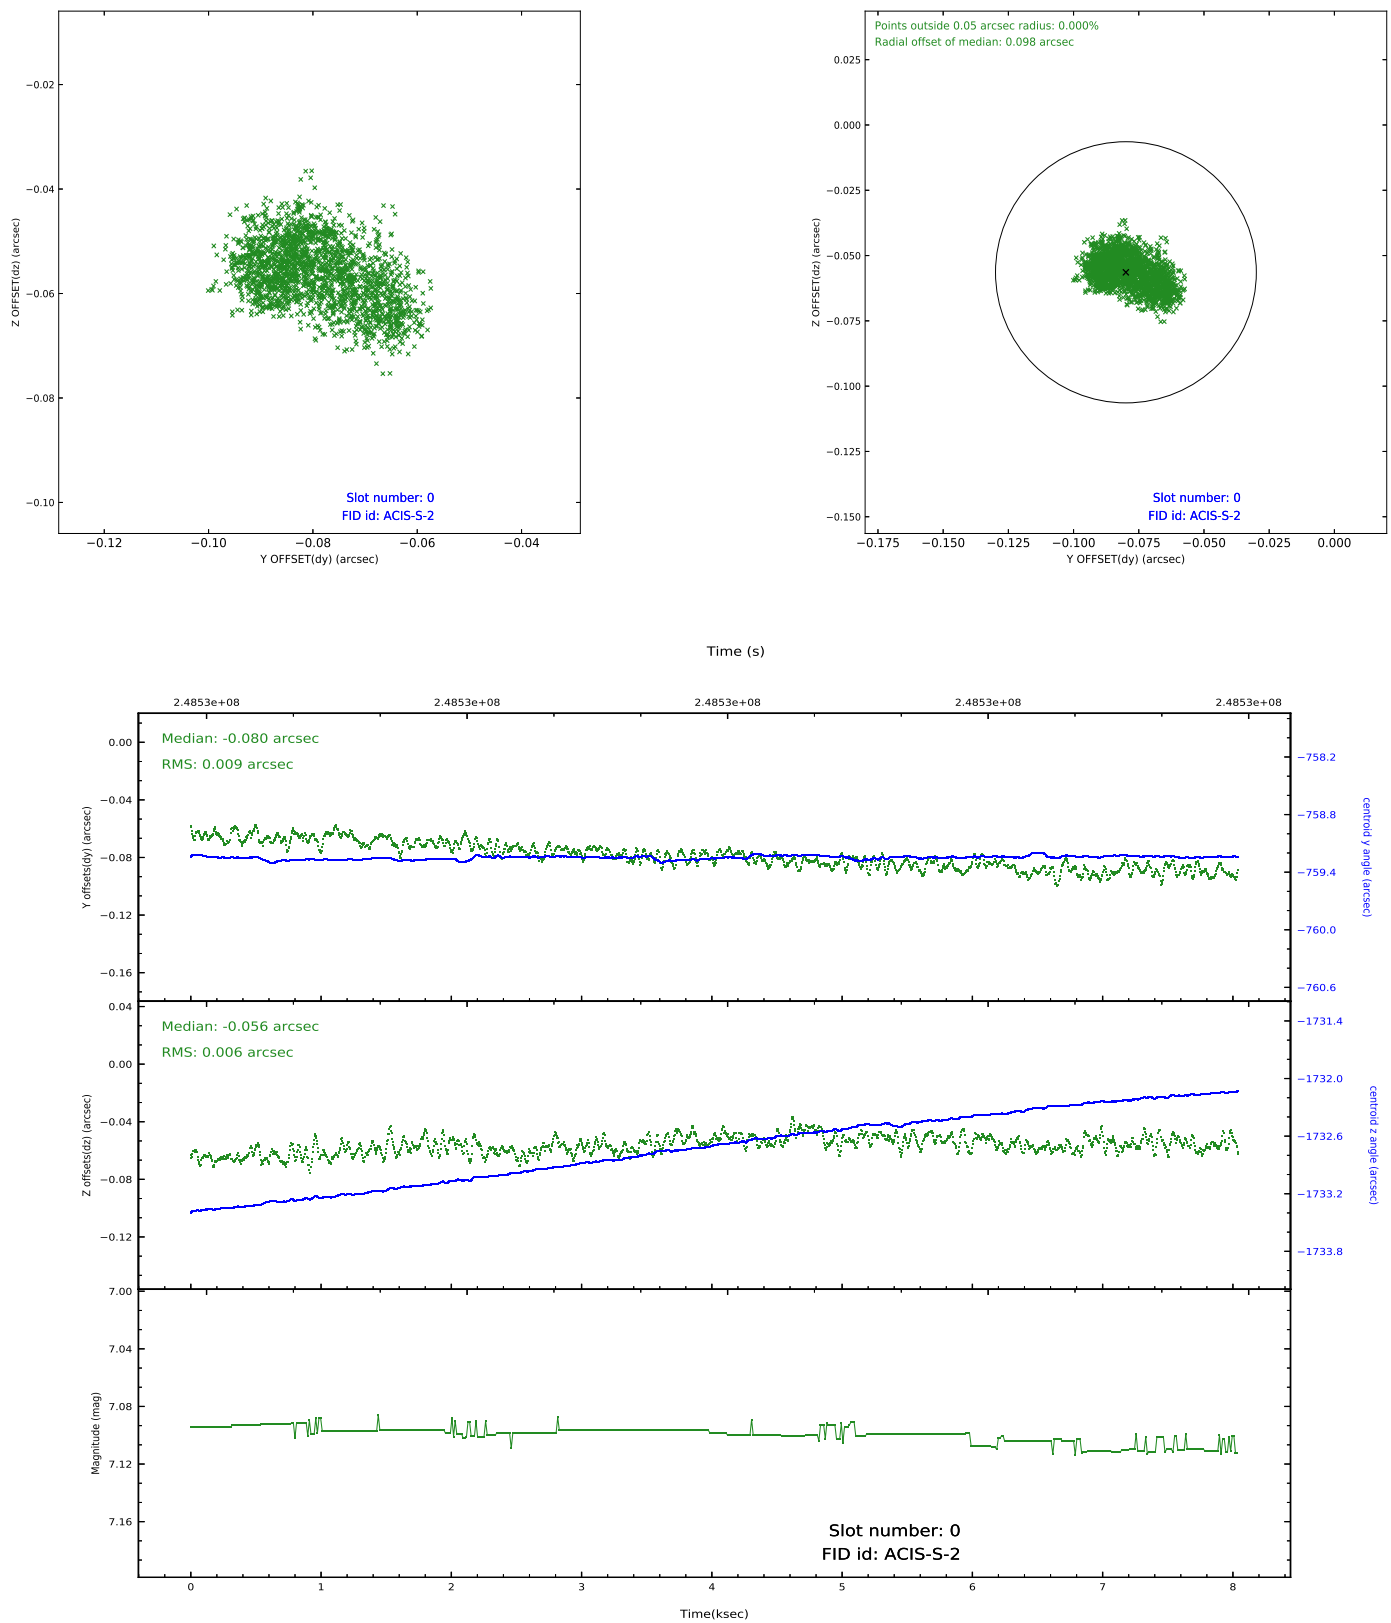 −0.02
−0.04
−0.06
−0.08
−0.10
Z OFFSET(dz) (arcsec)
Slot number: 0
FID id: ACIS-S-2
−0.12 −0.10 −0.08 −0.06 −0.04
Y OFFSET(dy) (arcsec)
Points outside 0.05 arcsec radius: 0.000%
Radial offset of median: 0.098 arcsec
0.025
0.000
−0.025
−0.050
−0.075
−0.100
−0.125
−0.150
Z OFFSET(dz) (arcsec)
Slot number: 0
FID id: ACIS-S-2
−0.175 −0.150 −0.125 −0.100 −0.075 −0.050 −0.025 0.000
Y OFFSET(dy) (arcsec)
Time (s)
2.4853e+08 2.4853e+08 2.4853e+08 2.4853e+08 2.4853e+08
Median: -0.080 arcsec
RMS: 0.009 arcsec
0.00
−0.04
−0.08
−0.12
−0.16
Y offsets(dy) (arcsec)
−758.2
−758.8
−759.4
−760.0
−760.6
centroid y angle (arcsec)
Median: -0.056 arcsec
RMS: 0.006 arcsec
0.04
0.00
−0.04
−0.08
−0.12
Z offsets(dz) (arcsec)
−1731.4
−1732.0
−1732.6
−1733.2
−1733.8
centroid z angle (arcsec)
7.00
7.04
7.08
7.12
7.16
Magnitude (mag)
Slot number: 0
FID id: ACIS-S-2
0 1 2 3 4 5 6 7 8
Time(ksec)